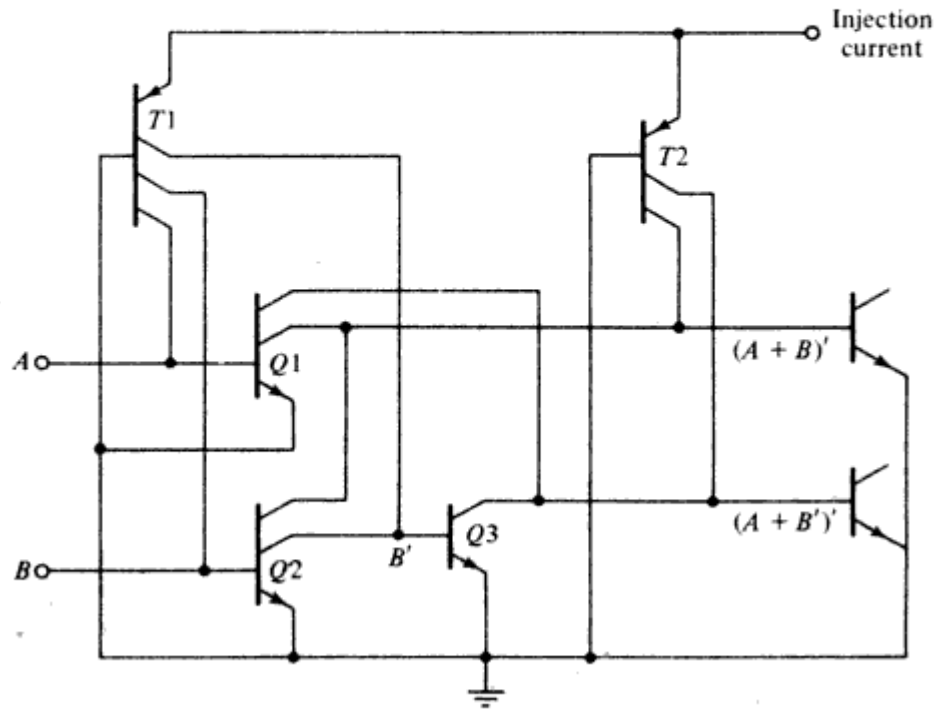 Injection
current
T1
T2
A
Q1
(A + B)′
B
Q2
B′
Q3
(A + B′)′